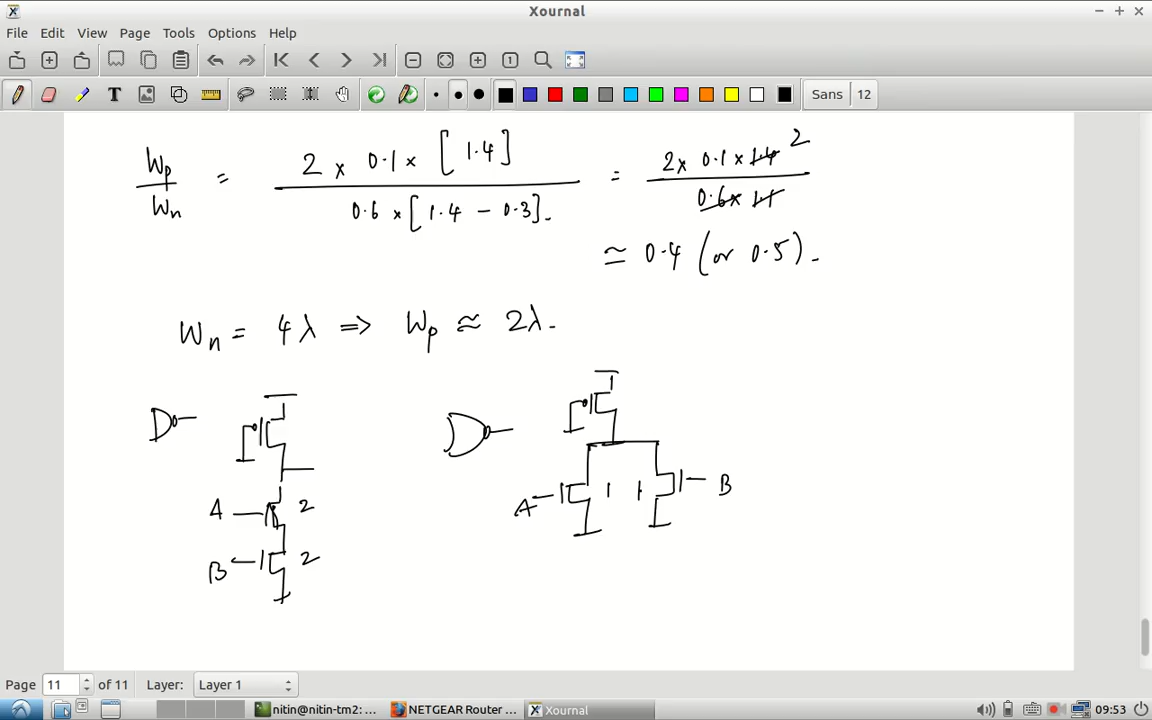 Xournal
File Edit View Page Tools Options Help
Sans 12
Wp/Wn = 2 × 0.1 × [1.4] / 0.6 × [1.4 - 0.3]. = 2 × 0.1 × 1.4 2 / 0.6 × 1.1
≃ 0.4 (or 0.5).
Wn = 4λ ⇒ Wp ≈ 2λ.
A 2
B 2
A 1 1 B
Page 11 of 11 Layer: Layer 1
nitin@nitin-tm2: ... NETGEAR Router ... Xournal 09:53